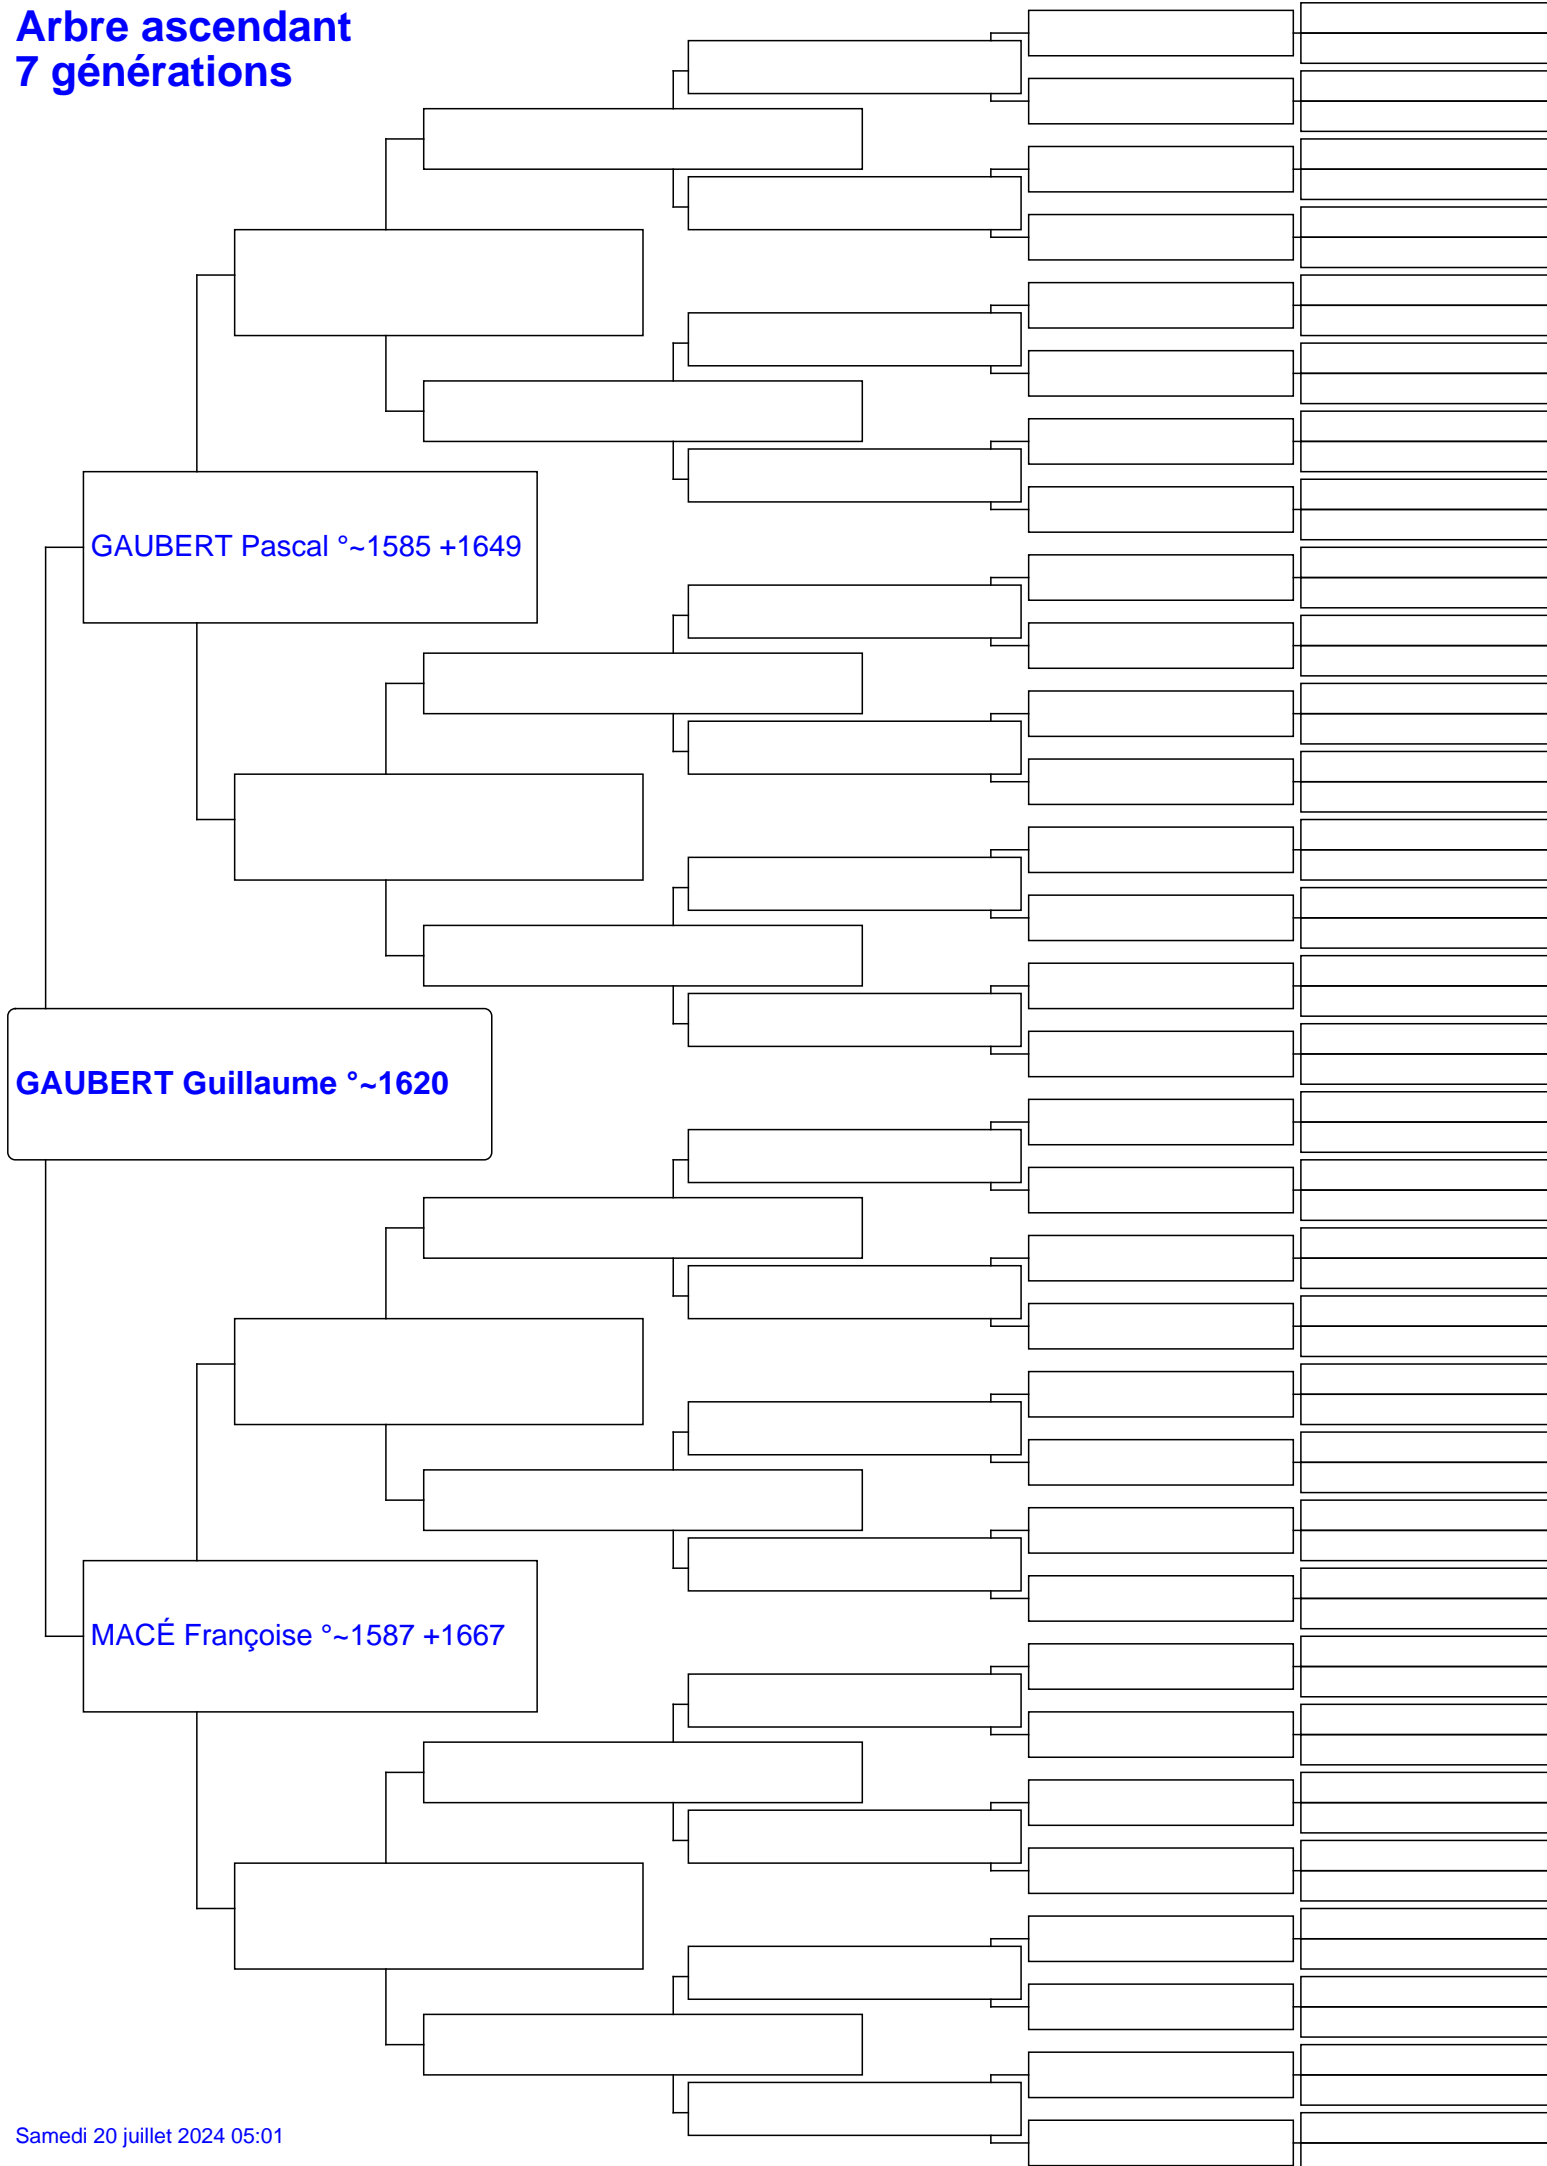 Arbre ascendant
7 générations
GAUBERT Pascal °~1585 +1649
GAUBERT Guillaume °~1620
MACÉ Françoise °~1587 +1667
Samedi 20 juillet 2024 05:01